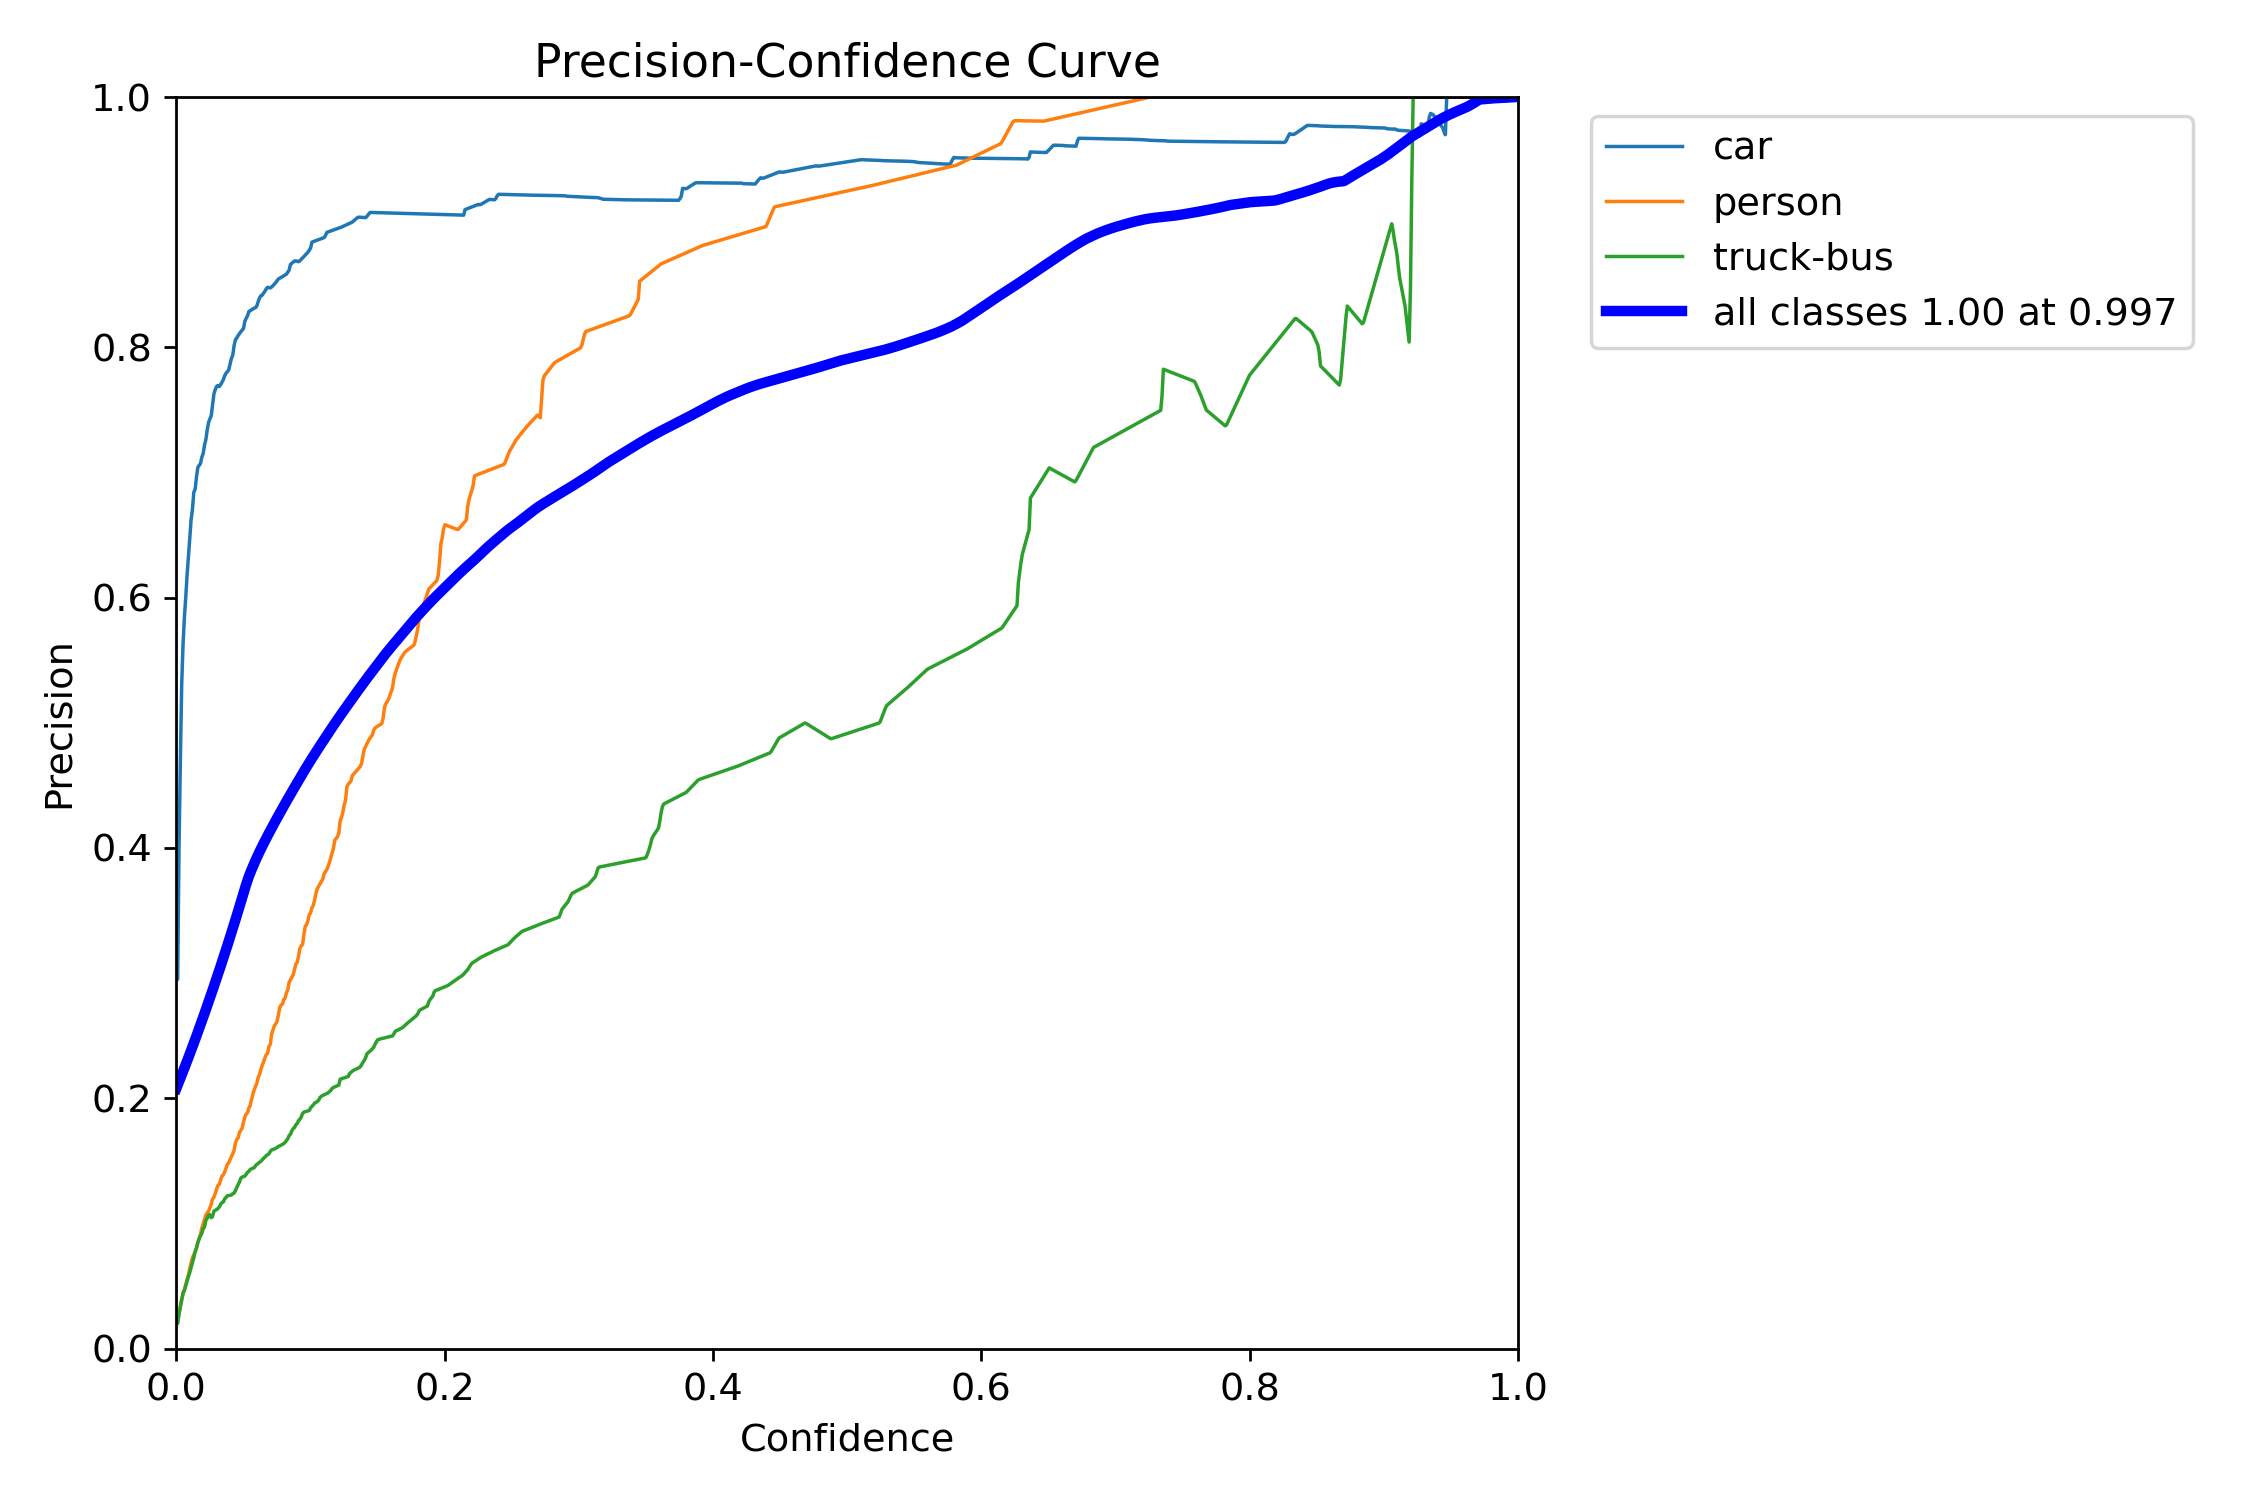 Precision-Confidence Curve
1.0
0.8
0.6
0.4
0.2
0.0
Precision
0.0 0.2 0.4 0.6 0.8 1.0
Confidence
car
person
truck-bus
all classes 1.00 at 0.997